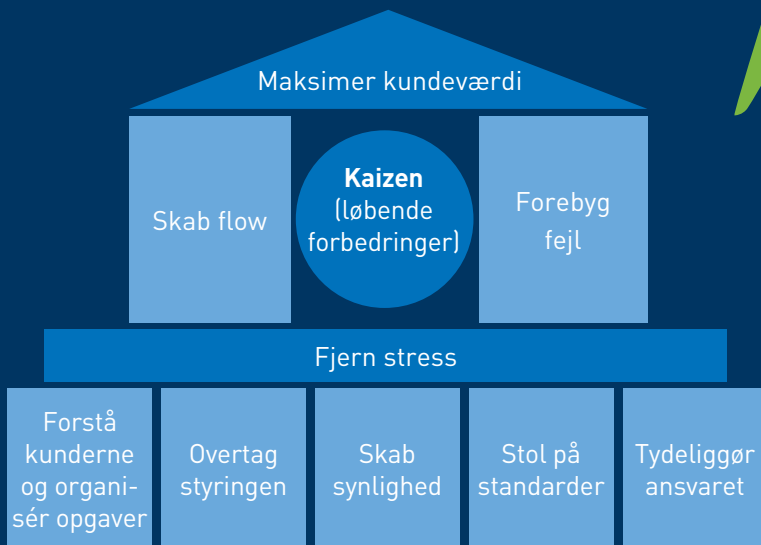 Maksimer kundeværdi
Skab flow
Kaizen
(løbende
forbedringer)
Forebyg
fejl
Fjern stress
Forstå
kunderne
og organi-
sér opgaver
Overtag
styringen
Skab
synlighed
Stol på
standarder
Tydeliggør
ansvaret